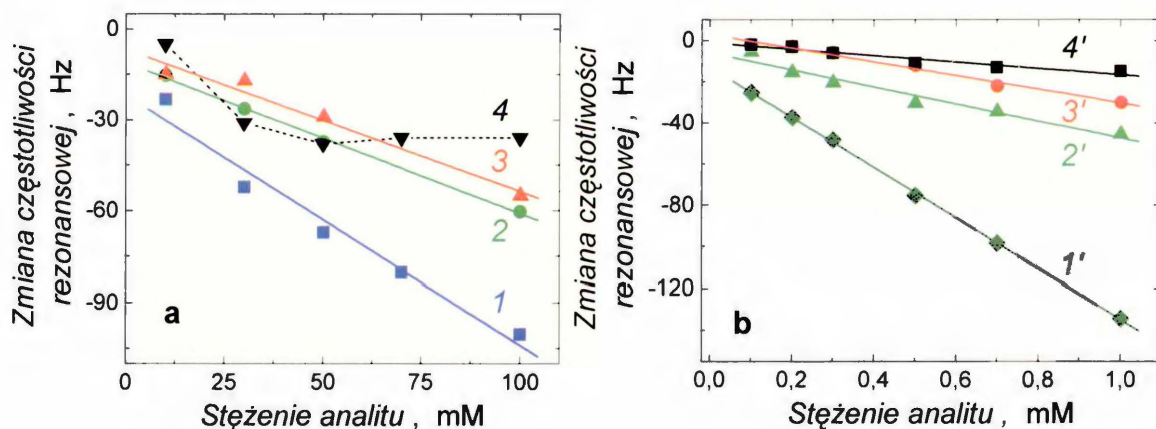 Zmiana częstotliwości
rezonansowej , Hz
0
-30
-60
-90
4
3
2
1
a
0 25 50 75 100
Stężenie analitu , mM
Zmiana częstotliwości
rezonansowej , Hz
0
-40
-80
-120
4'
3'
2'
1'
b
0,0 0,2 0,4 0,6 0,8 1,0
Stężenie analitu , mM